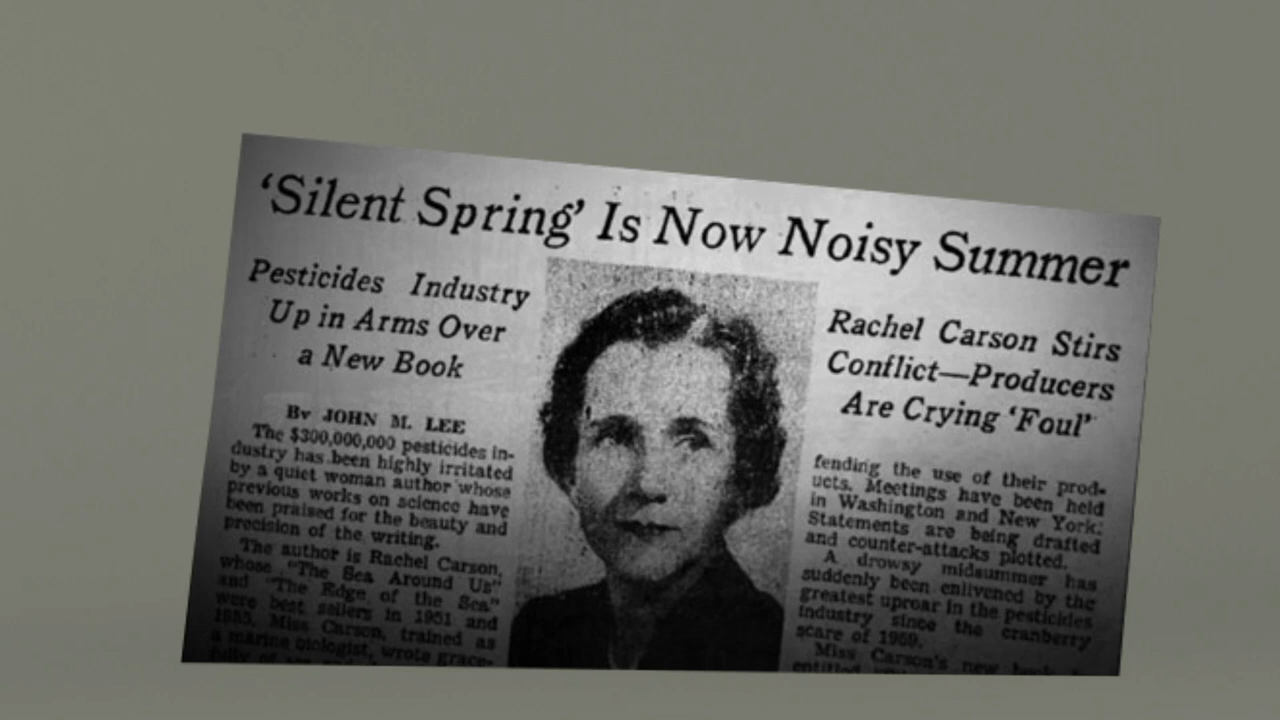 'Silent Spring' Is Now Noisy Summer
Pesticides Industry
Up in Arms Over
a New Book
By JOHN M. LEE
The $300,000,000 pesticides in-
dustry has been highly irritated
by a quiet woman author whose
previous works on science have
been praised for the beauty and
precision of the writing.
The author is Rachel Carson,
whose "The Sea Around Us"
and "The Edge of the Sea"
were best sellers in 1951 and
1955. Miss Carson, trained as
a marine biologist, wrote grace-
fully of
Rachel Carson Stirs
Conflict—Producers
Are Crying 'Foul'
fending the use of their prod-
ucts. Meetings have been held
in Washington and New York.
Statements are being drafted
and counter-attacks plotted.
A drowsy midsummer has
suddenly been enlivened by the
greatest uproar in the pesticides
industry since the cranberry
scare of 1959.
Miss Carson's new book
entitled